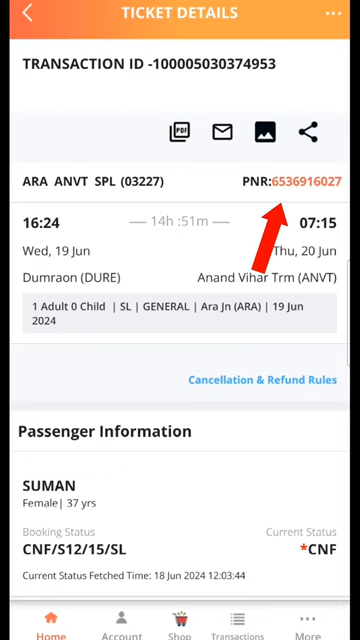 TICKET DETAILS
TRANSACTION ID -100005030374953
PDF
ARA ANVT SPL (03227) PNR:6536916027
16:24 14h :51m 07:15
Wed, 19 Jun Thu, 20 Jun
Dumraon (DURE) Anand Vihar Trm (ANVT)
1 Adult 0 Child | SL | GENERAL | Ara Jn (ARA) | 19 Jun
2024
Cancellation & Refund Rules
Passenger Information
SUMAN
Female| 37 yrs
Booking Status Current Status
CNF/S12/15/SL *CNF
Current Status Fetched Time: 18 Jun 2024 12:03:44
Home Account Shop Transactions More